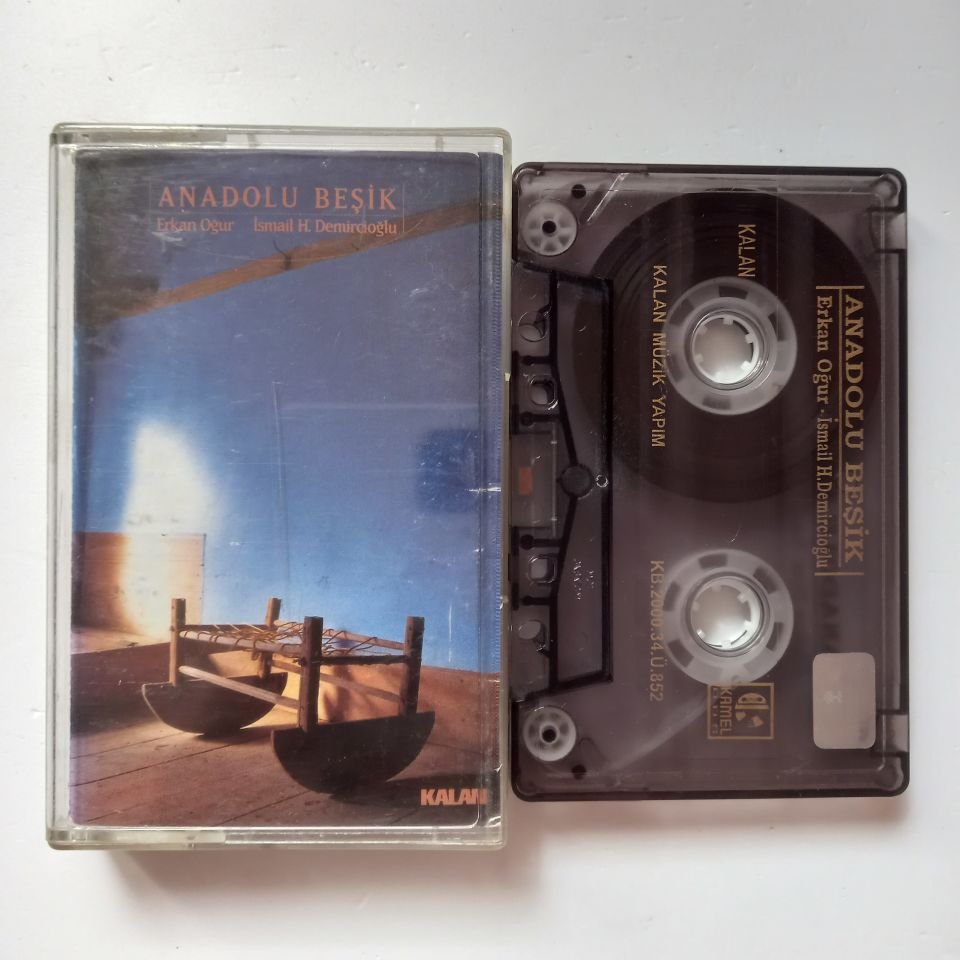 ANADOLU BEŞİK
Erkan Oğur İsmail H. Demircioğlu
KALAN
ANADOLU BEŞİK
Erkan Oğur - İsmail H.Demircioğlu
KALAN
KALAN MÜZİK YAPIM
KB.2000.34.Ü.852
KAMEL